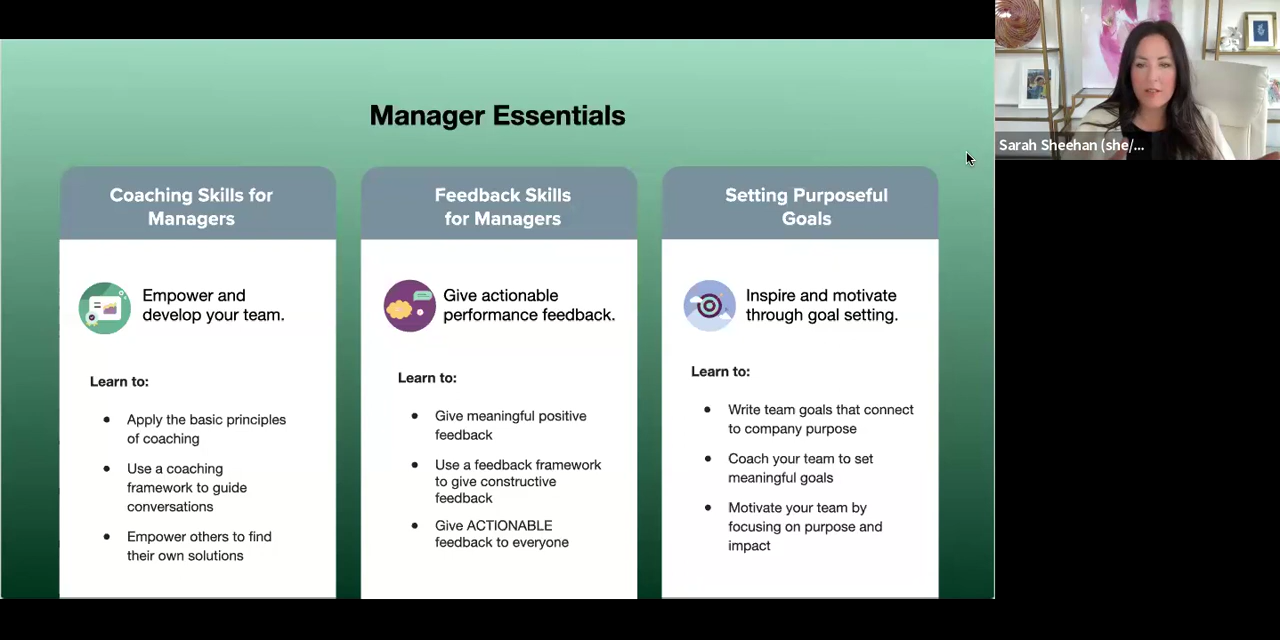 Manager Essentials
Coaching Skills for
Managers
Empower and
develop your team.
Learn to:
Apply the basic principles
of coaching
Use a coaching
framework to guide
conversations
Empower others to find
their own solutions
Feedback Skills
for Managers
Give actionable
performance feedback.
Learn to:
Give meaningful positive
feedback
Use a feedback framework
to give constructive
feedback
Give ACTIONABLE
feedback to everyone
Setting Purposeful
Goals
Inspire and motivate
through goal setting.
Learn to:
Write team goals that connect
to company purpose
Coach your team to set
meaningful goals
Motivate your team by
focusing on purpose and
impact
Sarah Sheehan (she/...